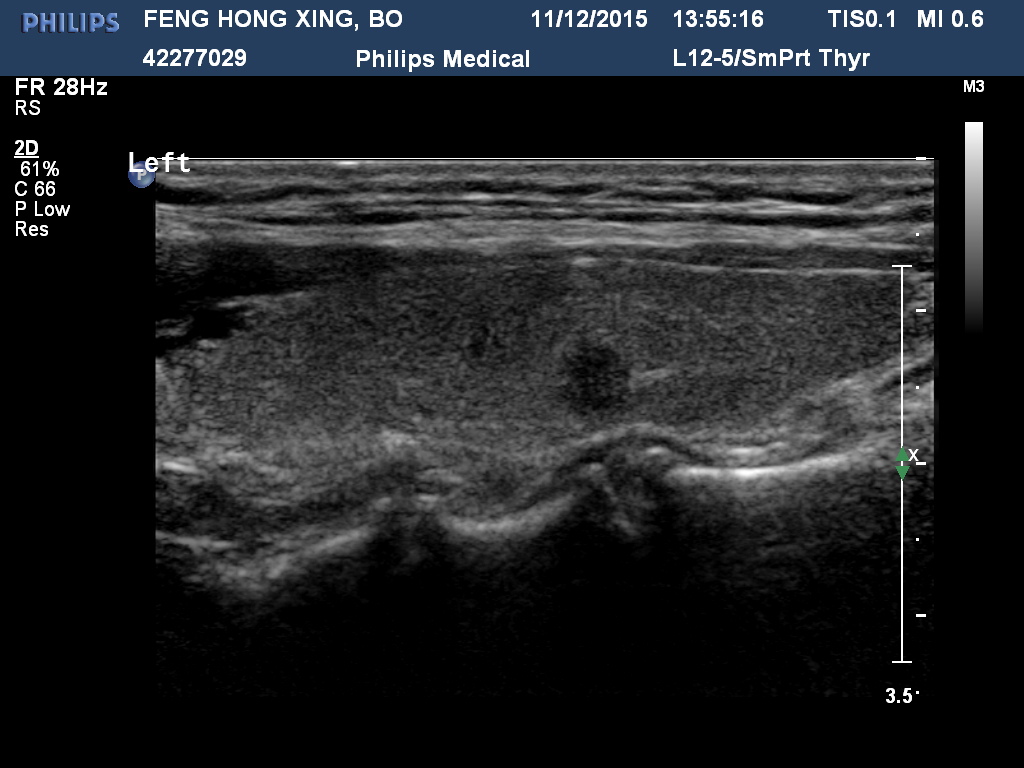 PHILIPS FENG HONG XING, BO 11/12/2015 13:55:16 TIS0.1 MI 0.6
42277029 Philips Medical L12-5/SmPrt Thyr
FR 28Hz
RS
M3
2D
61%
C 66
P Low
Res
Left
P
X
3.5